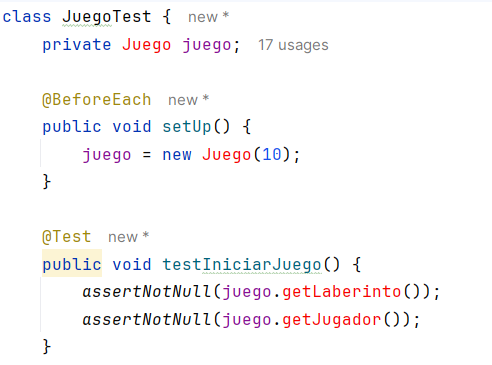 class JuegoTest {  new *
    private Juego juego;  17 usages
    @BeforeEach  new *
    public void setUp() {
        juego = new Juego(10);
    }
    @Test  new *
    public void testIniciarJuego() {
        assertNotNull(juego.getLaberinto());
        assertNotNull(juego.getJugador());
    }